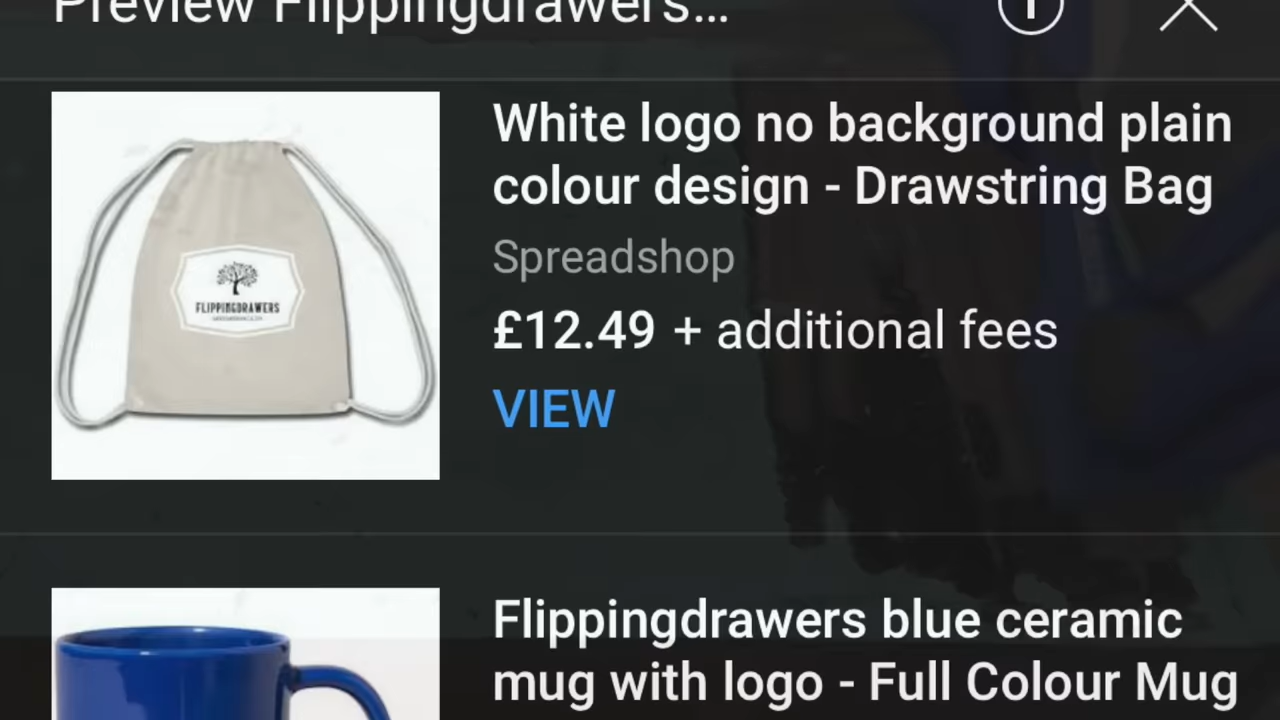 Preview Flippingdrawers...
White logo no background plain
colour design - Drawstring Bag
FLIPPINGDRAWERS
Spreadshop
£12.49 + additional fees
VIEW
Flippingdrawers blue ceramic
mug with logo - Full Colour Mug